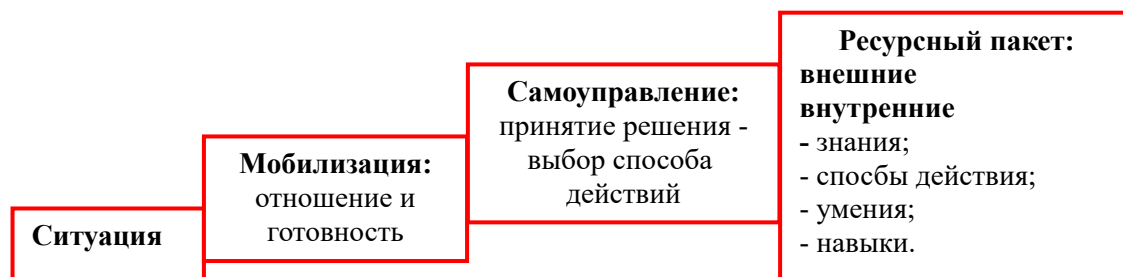 Ситуация
Мобилизация:
отношение и
готовность
Самоуправление:
принятие решения -
выбор способа
действий
Ресурсный пакет:
внешние
внутренние
- знания;
- спосбы действия;
- умения;
- навыки.